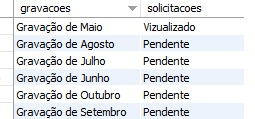 gravacoes solicitacoes
Gravação de Maio Vizualizado
Gravação de Agosto Pendente
Gravação de Julho Pendente
Gravação de Junho Pendente
Gravação de Outubro Pendente
Gravação de Setembro Pendente